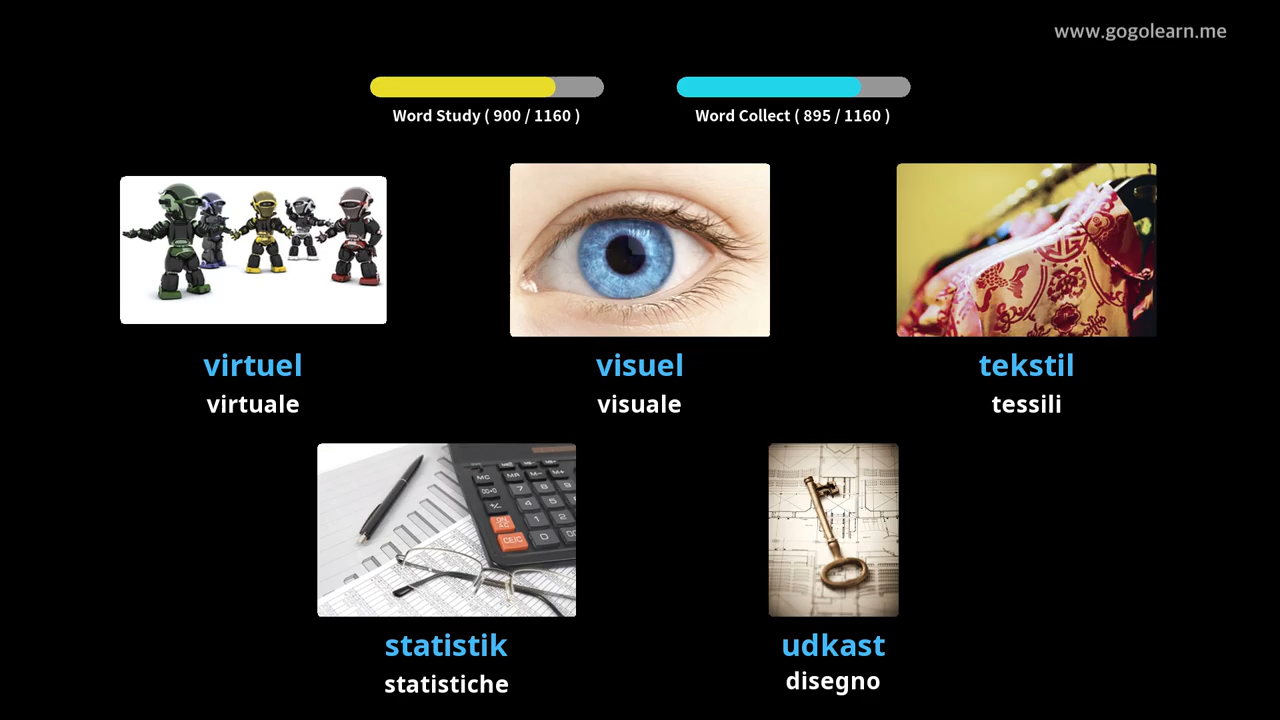 www.gogolearn.me
Word Study ( 900 / 1160 )
Word Collect ( 895 / 1160 )
virtuel
virtuale
visuel
visuale
tekstil
tessili
statistik
statistiche
udkast
disegno